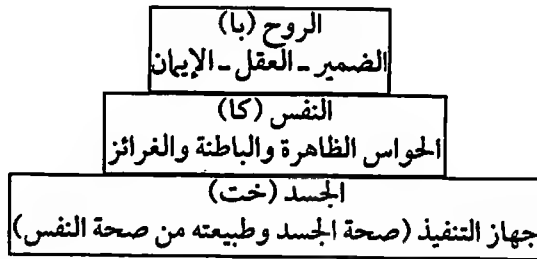 الروح (با)
الضمير - العقل - الإيمان
النفس (كا)
الحواس الظاهرة والباطنة والغرائز
الجسد (خت)
جهاز التنفيذ (صحة الجسد وطبيعته من صحة النفس)